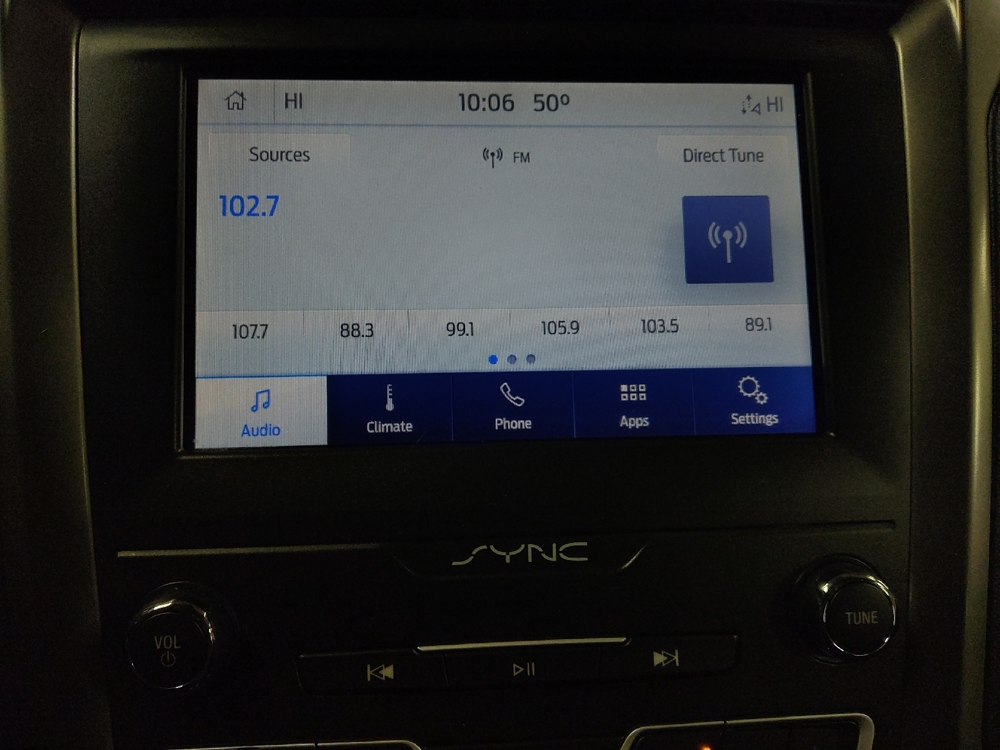 HI 10:06 50° HI
Sources FM Direct Tune
102.7
107.7 88.3 99.1 105.9 103.5 89.1
Audio Climate Phone Apps Settings
SYNC
VOL TUNE